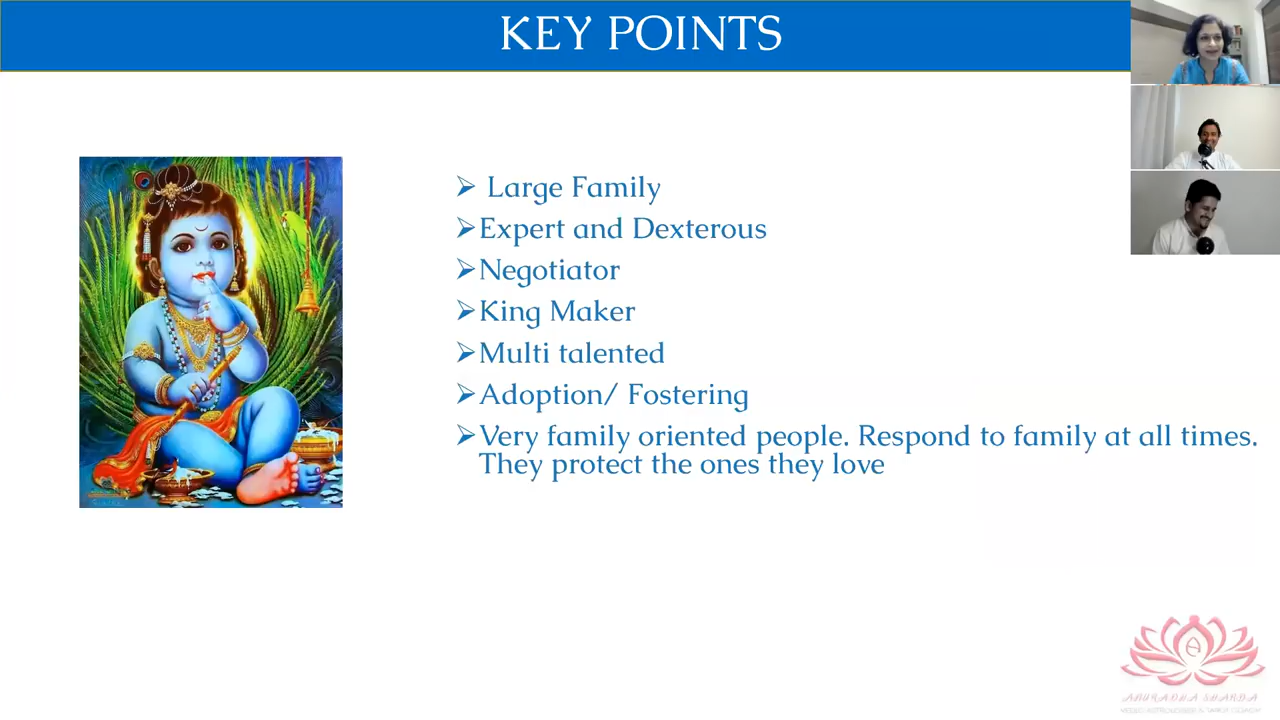 KEY POINTS
➢ Large Family
➢Expert and Dexterous
➢Negotiator
➢King Maker
➢Multi talented
➢Adoption/ Fostering
➢Very family oriented people. Respond to family at all times.
They protect the ones they love
ANURADHA SHARDA